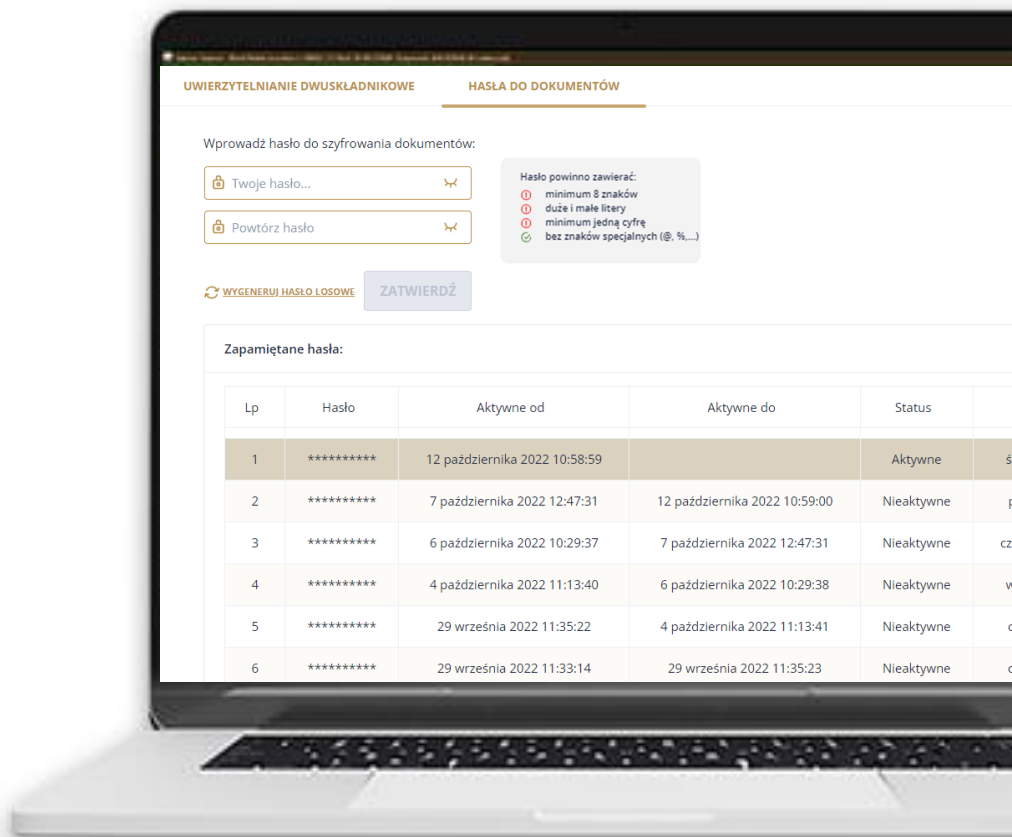 UWIERZYTELNIANIE DWUSKŁADNIKOWE HASŁA DO DOKUMENTÓW
Wprowadź hasło do szyfrowania dokumentów:
Twoje hasło...
Powtórz hasło
Hasło powinno zawierać:
minimum 8 znaków
duże i małe litery
minimum jedną cyfrę
bez znaków specjalnych (@, %,...)
WYGENERUJ HASŁO LOSOWE ZATWIERDŹ
Zapamiętane hasła:
Lp Hasło Aktywne od Aktywne do Status
1 ********** 12 października 2022 10:58:59 Aktywne
2 ********** 7 października 2022 12:47:31 12 października 2022 10:59:00 Nieaktywne
3 ********** 6 października 2022 10:29:37 7 października 2022 12:47:31 Nieaktywne
4 ********** 4 października 2022 11:13:40 6 października 2022 10:29:38 Nieaktywne
5 ********** 29 września 2022 11:35:22 4 października 2022 11:13:41 Nieaktywne
6 ********** 29 września 2022 11:33:14 29 września 2022 11:35:23 Nieaktywne